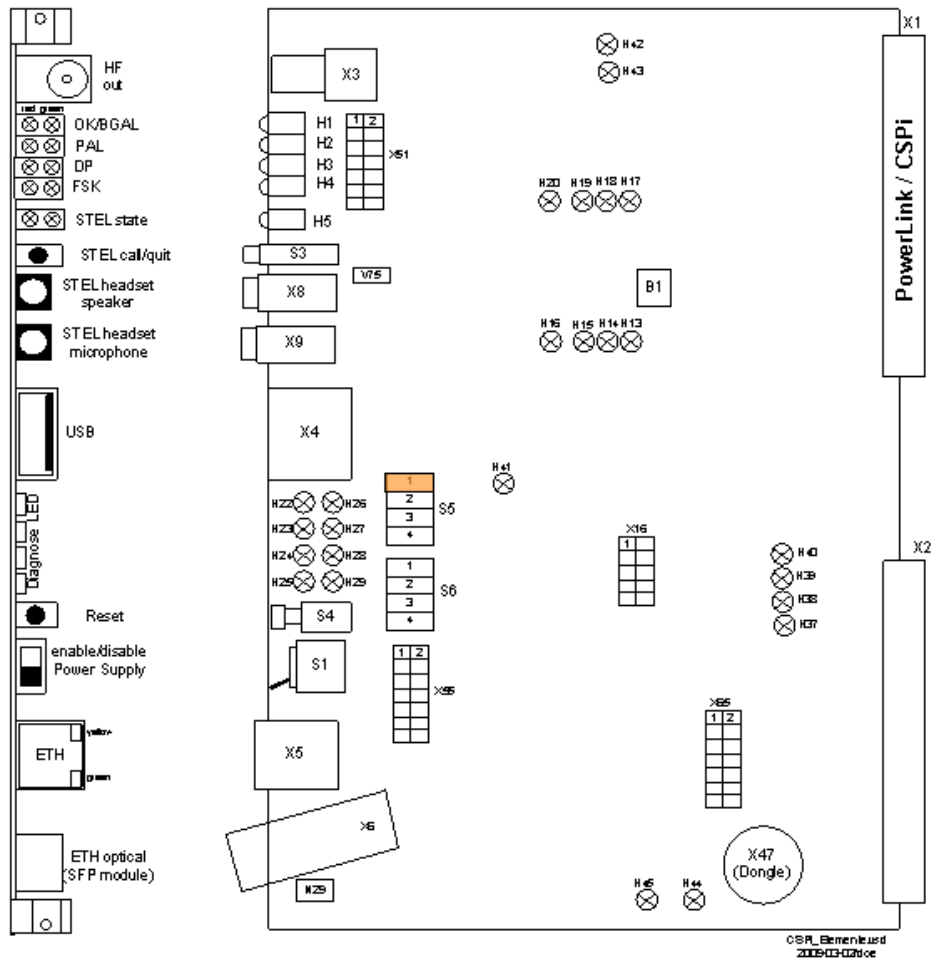 X1
HF
out
X3
H42
H43
red green
OK/BGAL
PAL
DP
FSK
STEL state
STEL call/quit
STEL headset
speaker
STEL headset
microphone
USB
Diagnose LED
Reset
enable/disable
Power Supply
ETH
yellow
green
ETH optical
(SFP module)
H1
H2
H3
H4
H5
1 2
X51
S3
V75
X8
X9
H20 H19 H18 H17
B1
H16 H15 H14 H13
PowerLink / CSPi
X4
H41
H22 H26
H23 H27
H24 H28
H25 H29
1
2
3
4
S5
1
2
3
4
S6
S4
S1
1 2
X55
X5
X6
N29
X16
1
H40
H39
H38
H37
X2
1 2
X47
(Dongle)
H45 H44
CSPi_Elemente.vsd